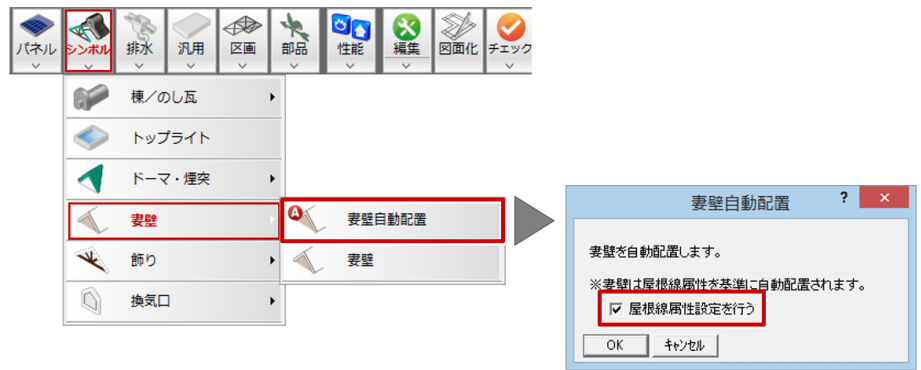 パネル
シンボル
排水
汎用
区画
部品
性能
編集
図面化
チェック
棟／のし瓦
トップライト
ドーマ・煙突
妻壁
飾り
換気口
A
妻壁自動配置
妻壁
妻壁自動配置
?
×
妻壁を自動配置します。
※妻壁は屋根線属性を基準に自動配置されます。
屋根線属性設定を行う
OK
キャンセル